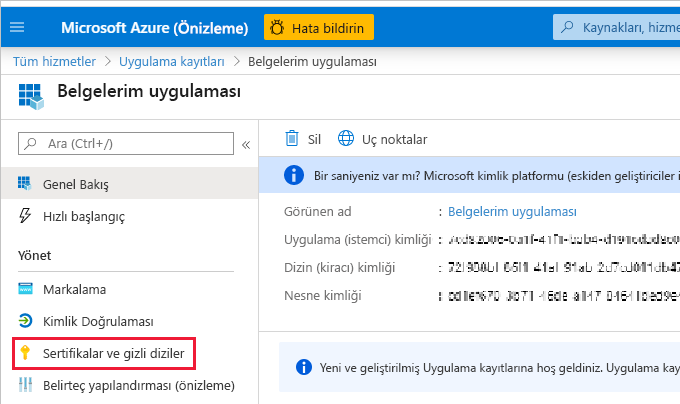 Microsoft Azure (Önizleme)
Hata bildirin
Kaynakları, hizme
Tüm hizmetler > Uygulama kayıtları > Belgelerim uygulaması
Belgelerim uygulaması
Ara (Ctrl+/)
«
Sil
Uç noktalar
Genel Bakış
Hızlı başlangıç
Yönet
Markalama
Kimlik Doğrulaması
Sertifikalar ve gizli diziler
Belirteç yapılandırması (önizleme)
Bir saniyeniz var mı? Microsoft kimlik platformu (eskiden geliştiriciler i
Görünen ad : Belgelerim uygulaması
Uygulama (istemci) kimliği :
Dizin (kiracı) kimliği :
Nesne kimliği :
Yeni ve geliştirilmiş Uygulama kayıtlarına hoş geldiniz. Uygulama kay